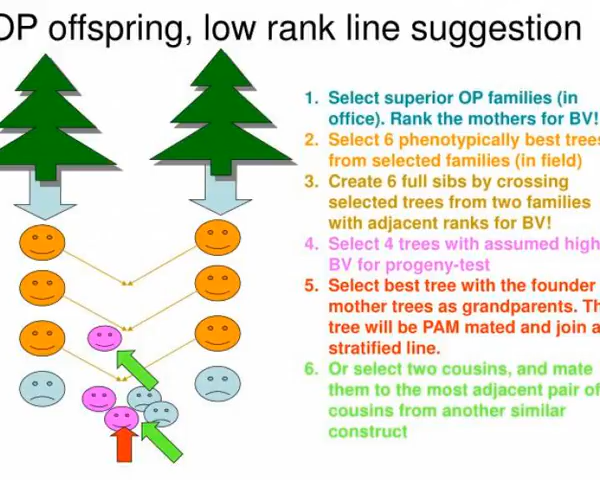 OP offspring, low rank line suggestion
1. Select superior OP families (in
office). Rank the mothers for BV!
2. Select 6 phenotypically best trees
from selected families (in field)
3. Create 6 full sibs by crossing
selected trees from two families
with adjacent ranks for BV!
4. Select 4 trees with assumed high
BV for progeny-test
5. Select best tree with the founder
mother trees as grandparents.
tree will be PAM mated and join a
stratified line.
6. Or select two cousins, and mate
them to the most adjacent pair of
cousins from another similar
construct